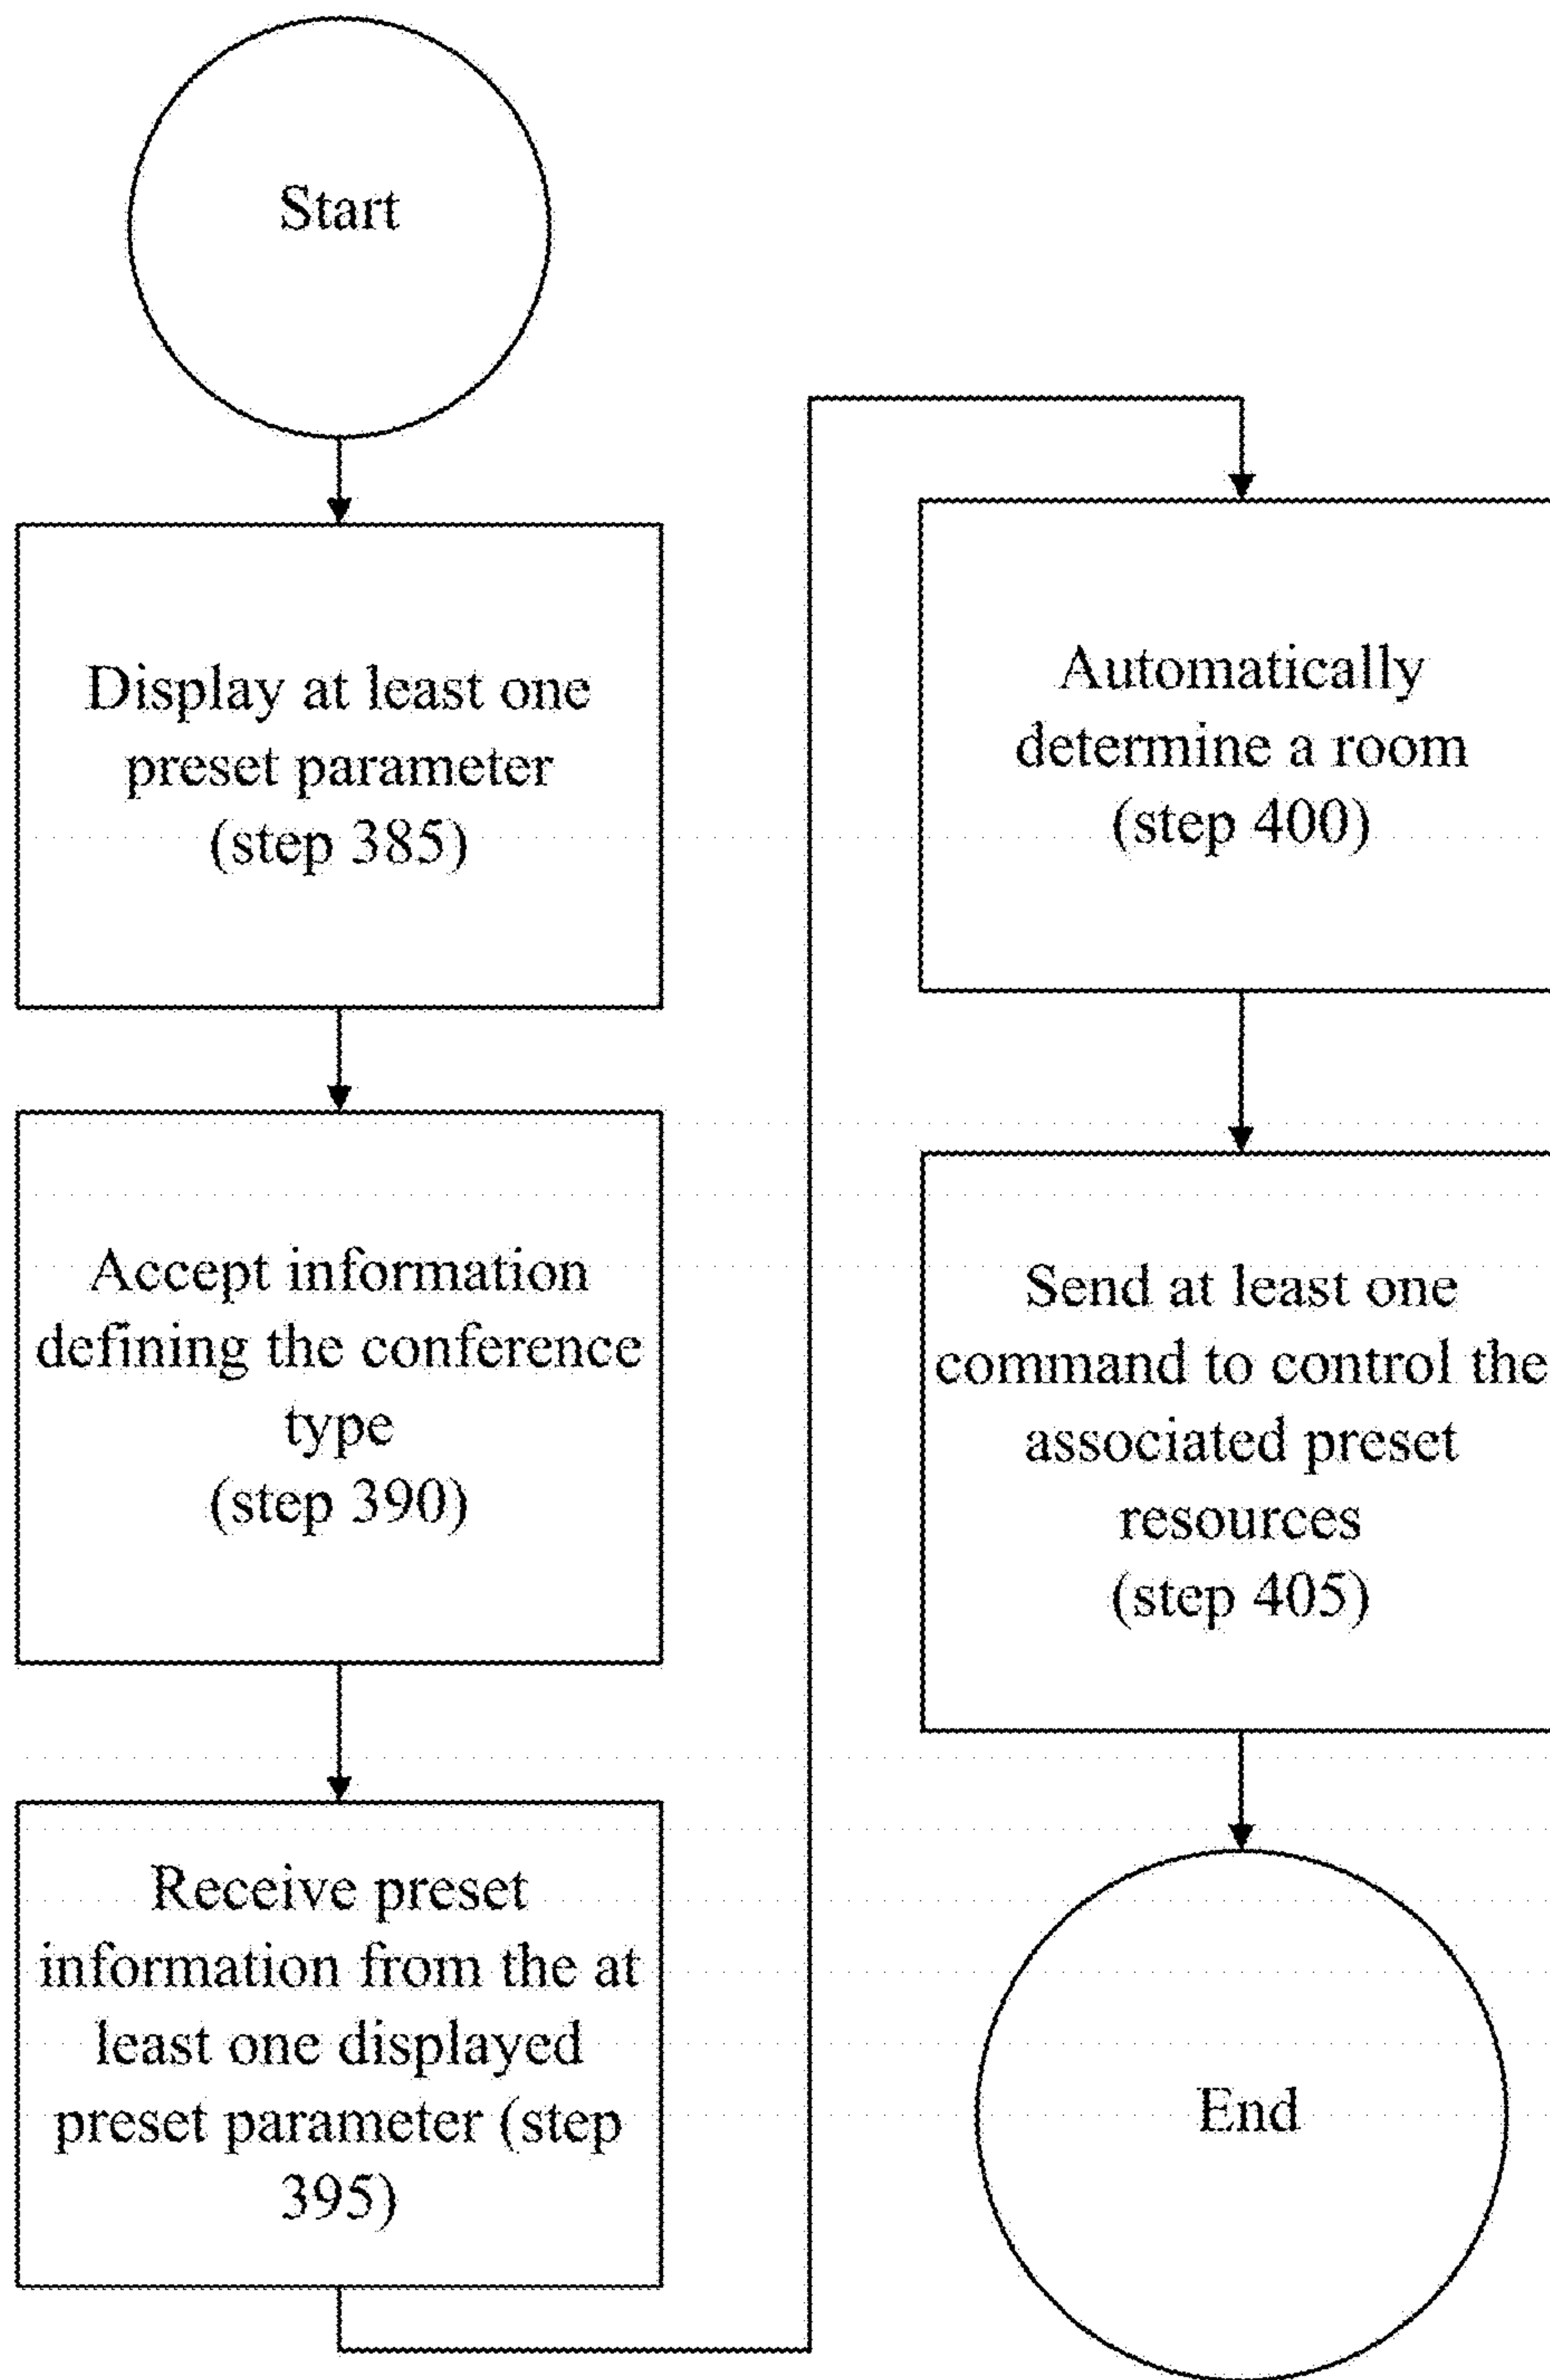 Start
Display at least one
preset parameter
(step 385)
Accept information
defining the conference
type
(step 390)
Receive preset
information from the at
least one displayed
preset parameter (step
395)
Automatically
determine a room
(step 400)
Send at least one
command to control the
associated preset
resources
(step 405)
End